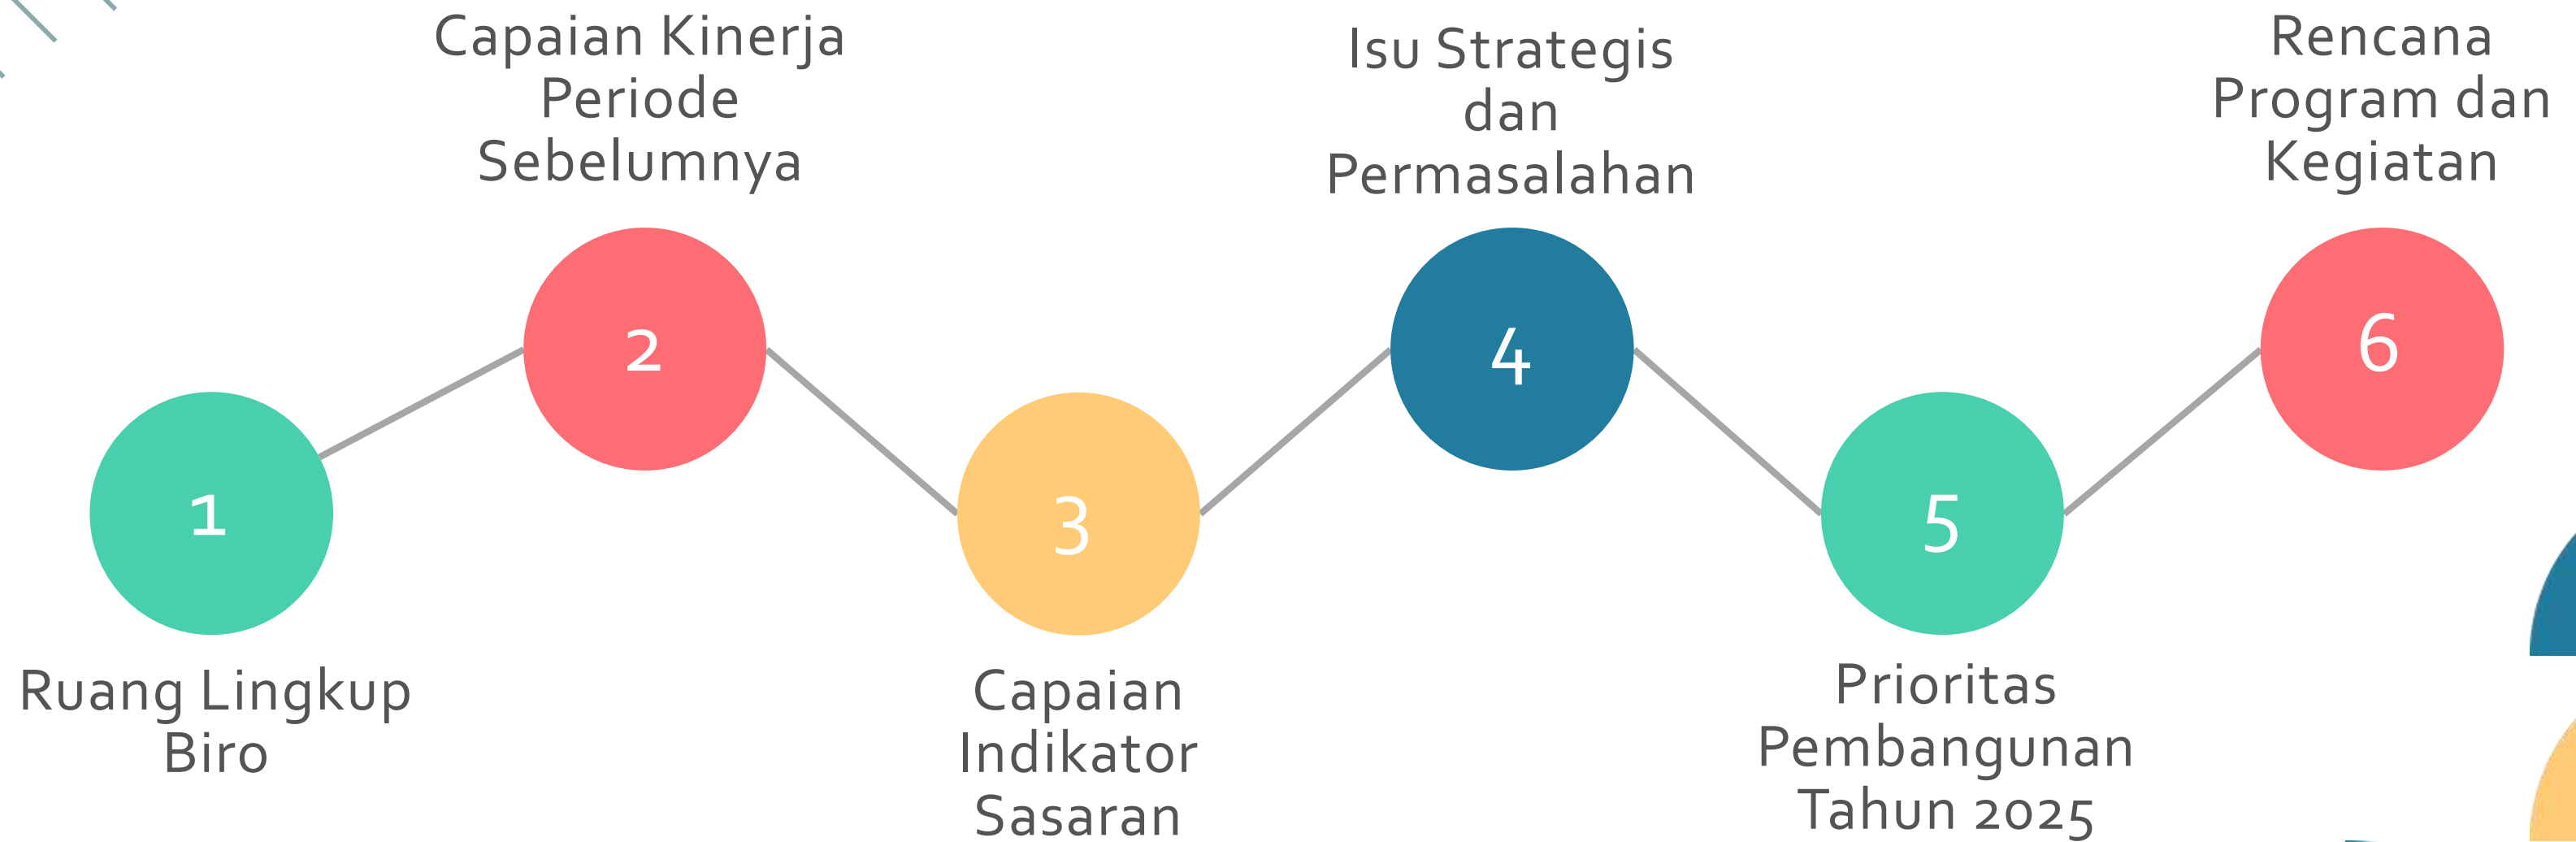 1
Ruang Lingkup
Biro
Capaian Kinerja
Periode
Sebelumnya
2
3
Capaian
Indikator
Sasaran
Isu Strategis
dan
Permasalahan
4
5
Prioritas
Pembangunan
Tahun 2025
Rencana
Program dan
Kegiatan
6